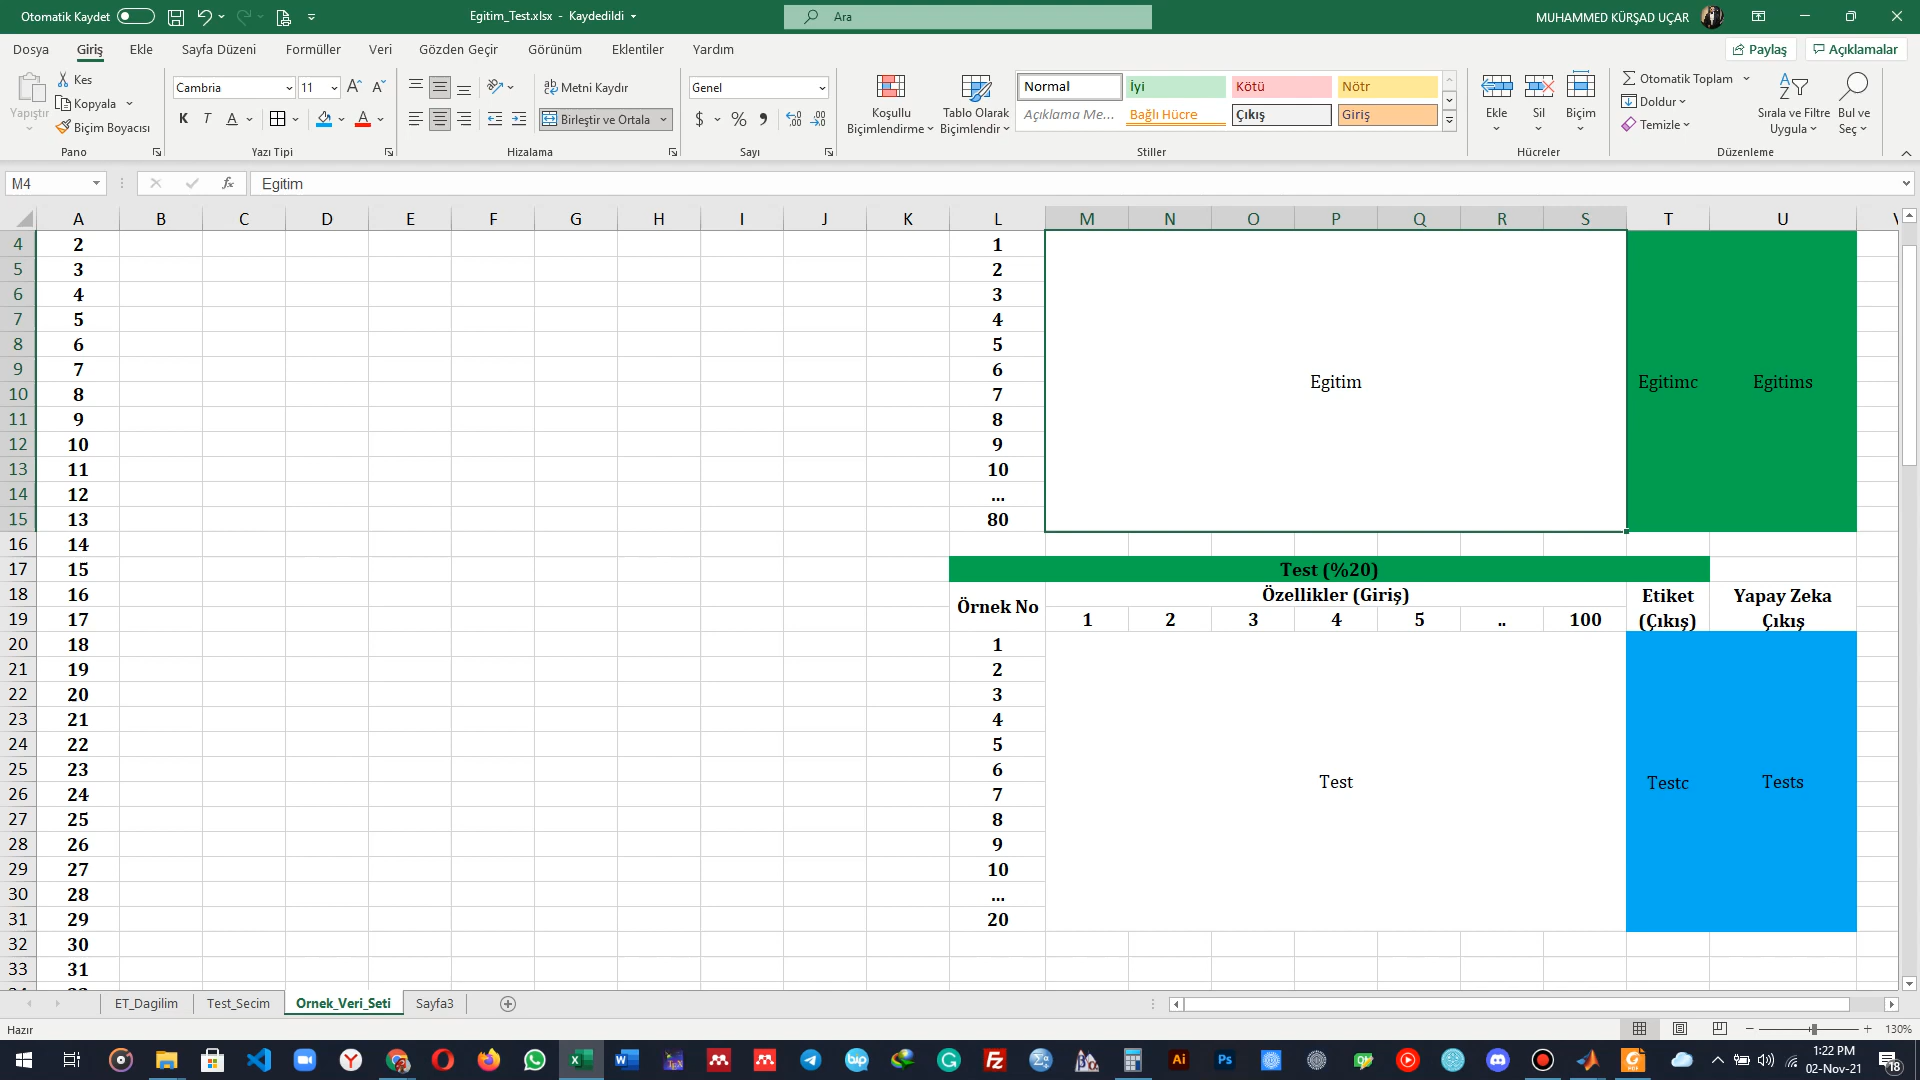 Otomatik Kaydet
Egitim_Test.xlsx - Kaydedildi
Ara
MUHAMMED KÜRŞAD UÇAR
Dosya Giriş Ekle Sayfa Düzeni Formüller Veri Gözden Geçir Görünüm Eklentiler Yardım
Paylaş Açıklamalar
Yapıştır
Kes
Kopyala
Biçim Boyacısı
Pano
Cambria 11
K T A
Yazı Tipi
Metni Kaydır
Birleştir ve Ortala
Hizalama
Genel
Sayı
Koşullu Biçimlendirme
Tablo Olarak Biçimlendir
Normal İyi Kötü Nötr
Açıklama Me... Bağlı Hücre Çıkış Giriş
Stiller
Ekle Sil Biçim
Hücreler
Otomatik Toplam
Doldur
Temizle
Sırala ve Filtre Uygula
Bul ve Seç
Düzenleme
M4 fx Egitim
A B C D E F G H I J K L M N O P Q R S T U
4 2 1
5 3 2
6 4 3
7 5 4
8 6 5
9 7 6
Egitim Egitimc Egitims
10 8 7
11 9 8
12 10 9
13 11 10
14 12 ...
15 13 80
16 14
17 15 Test (%20)
18 16 Örnek No Özellikler (Giriş) Etiket (Çıkış) Yapay Zeka Çıkış
19 17 1 2 3 4 5 .. 100
20 18 1
21 19 2
22 20 3
23 21 4
24 22 5
25 23 6
Test Testc Tests
26 24 7
27 25 8
28 26 9
29 27 10
30 28 ...
31 29 20
32 30
33 31
ET_Dagilim Test_Secim Ornek_Veri_Seti Sayfa3
Hazır
130%
1:22 PM
02-Nov-21
18